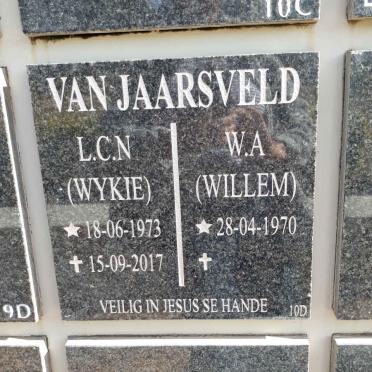 10C
VAN JAARSVELD
L.C.N
(WYKIE)
★ 18-06-1973
✝ 15-09-2017
W.A
(WILLEM)
★ 28-04-1970
✝
VEILIG IN JESUS SE HANDE
10D
9D